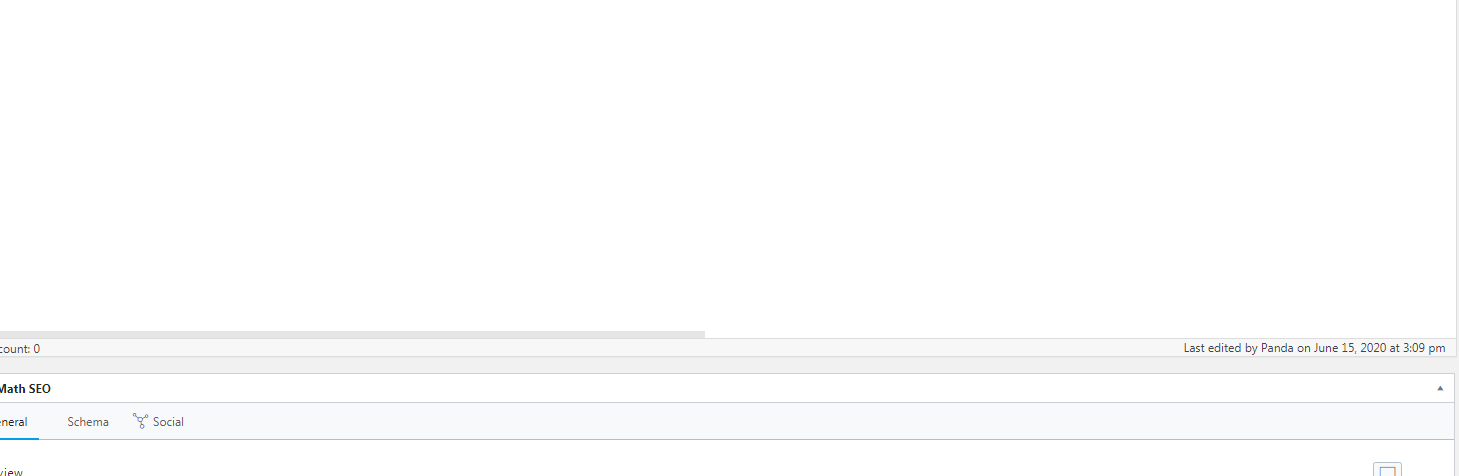 count: 0
Last edited by Panda on June 15, 2020 at 3:09 pm
Math SEO
eneral
Schema
Social
view